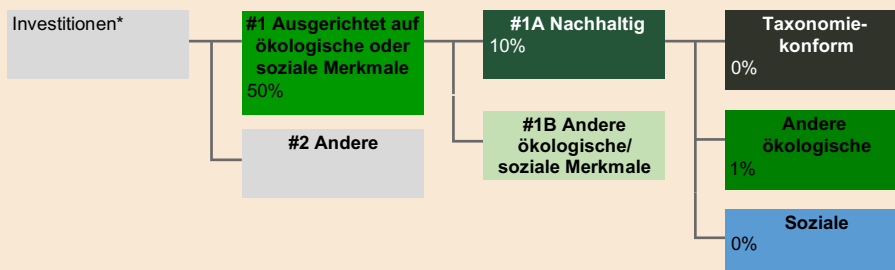 Investitionen*
#1 Ausgerichtet auf
ökologische oder
soziale Merkmale
50%
#2 Andere
#1A Nachhaltig
10%
#1B Andere
ökologische/
soziale Merkmale
Taxonomie-
konform
0%
Andere
ökologische
1%
Soziale
0%